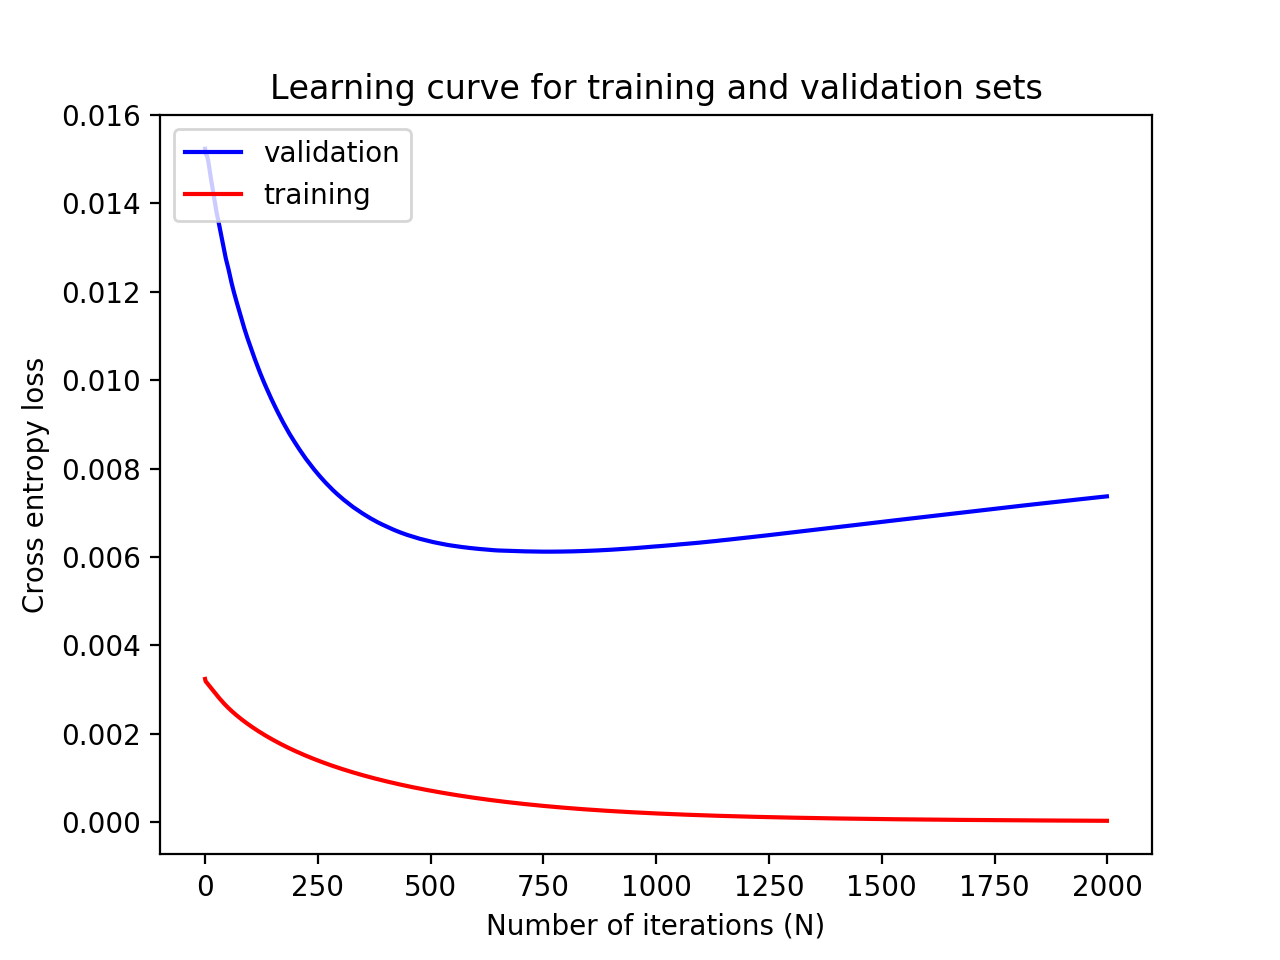 Learning curve for training and validation sets
0.016
0.014
0.012
0.010
0.008
0.006
0.004
0.002
0.000
Cross entropy loss
validation
training
0 250 500 750 1000 1250 1500 1750 2000
Number of iterations (N)